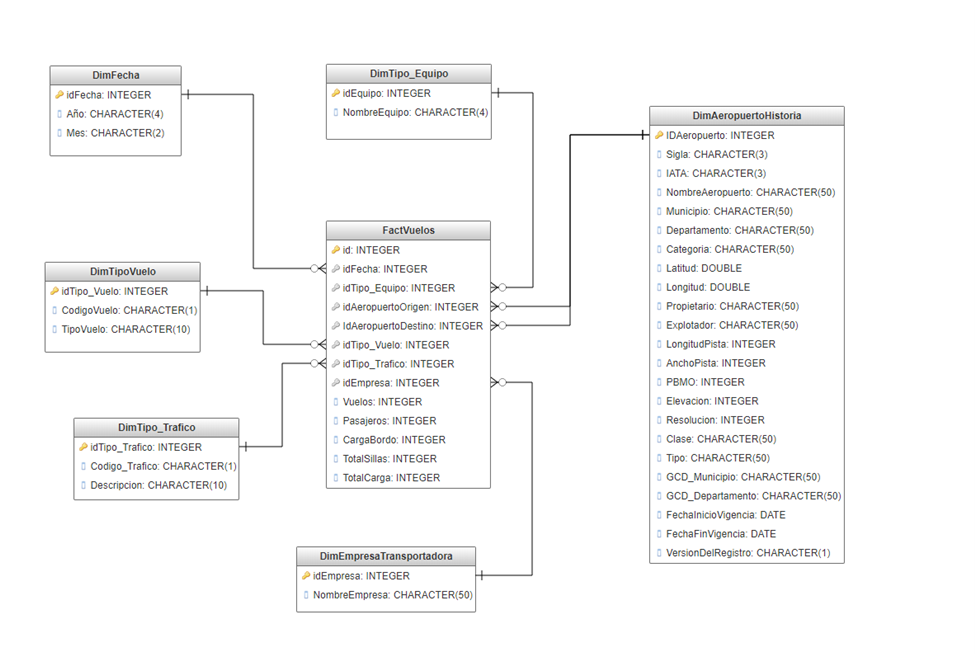 DimFecha
idFecha: INTEGER
Año: CHARACTER(4)
Mes: CHARACTER(2)
DimTipo_Equipo
idEquipo: INTEGER
NombreEquipo: CHARACTER(4)
DimAeropuertoHistoria
IDAeropuerto: INTEGER
Sigla: CHARACTER(3)
IATA: CHARACTER(3)
NombreAeropuerto: CHARACTER(50)
Municipio: CHARACTER(50)
Departamento: CHARACTER(50)
Categoria: CHARACTER(50)
Latitud: DOUBLE
Longitud: DOUBLE
Propietario: CHARACTER(50)
Explotador: CHARACTER(50)
LongitudPista: INTEGER
AnchoPista: INTEGER
PBMO: INTEGER
Elevacion: INTEGER
Resolucion: INTEGER
Clase: CHARACTER(50)
Tipo: CHARACTER(50)
GCD_Municipio: CHARACTER(50)
GCD_Departamento: CHARACTER(50)
FechaInicioVigencia: DATE
FechaFinVigencia: DATE
VersionDelRegistro: CHARACTER(1)
FactVuelos
id: INTEGER
idFecha: INTEGER
idTipo_Equipo: INTEGER
idAeropuertoOrigen: INTEGER
IdAeropuertoDestino: INTEGER
idTipo_Vuelo: INTEGER
idTipo_Trafico: INTEGER
idEmpresa: INTEGER
Vuelos: INTEGER
Pasajeros: INTEGER
CargaBordo: INTEGER
TotalSillas: INTEGER
TotalCarga: INTEGER
DimTipoVuelo
idTipo_Vuelo: INTEGER
CodigoVuelo: CHARACTER(1)
TipoVuelo: CHARACTER(10)
DimTipo_Trafico
idTipo_Trafico: INTEGER
Codigo_Trafico: CHARACTER(1)
Descripcion: CHARACTER(10)
DimEmpresaTransportadora
idEmpresa: INTEGER
NombreEmpresa: CHARACTER(50)